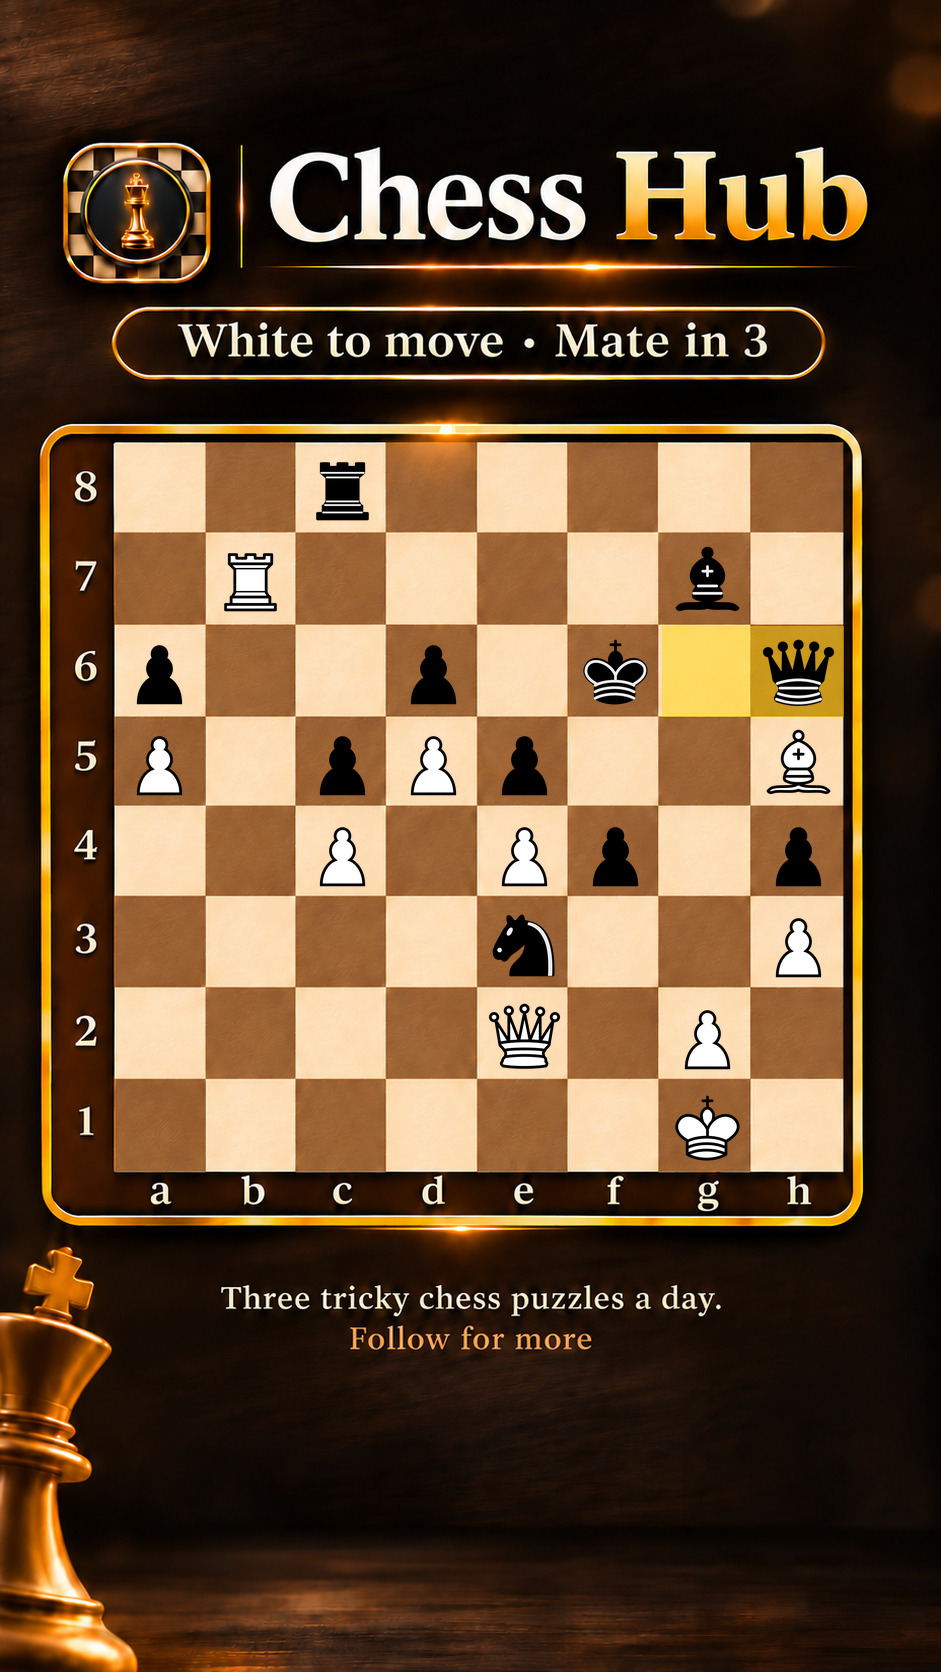 Chess Hub
White to move • Mate in 3
8
7
6
5
4
3
2
1
a b c d e f g h
Three tricky chess puzzles a day.
Follow for more